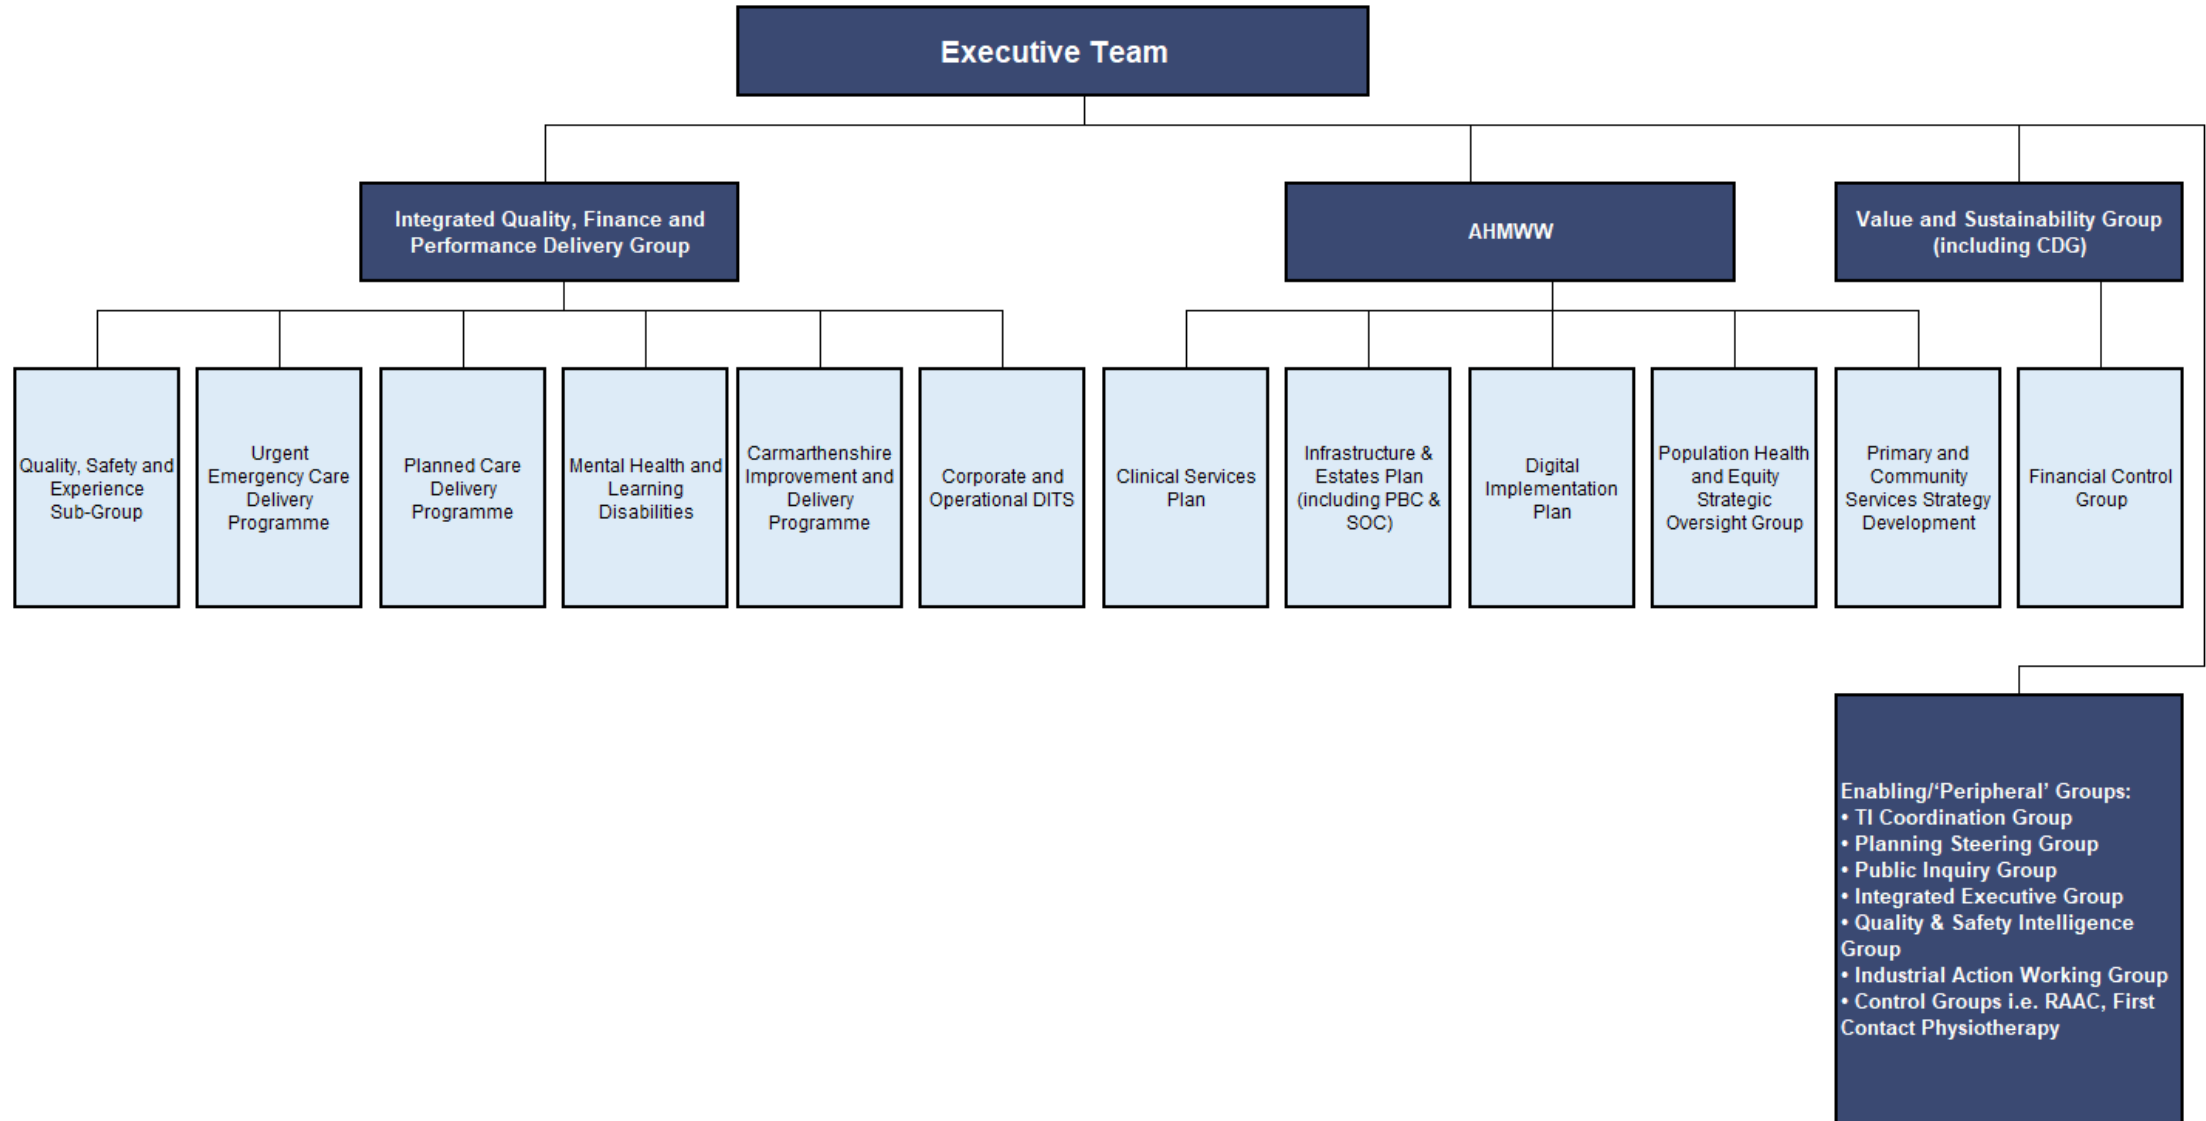 Executive Team
Integrated Quality, Finance and
Performance Delivery Group
AHMWW
Value and Sustainability Group
(including CDG)
Quality, Safety and
Experience
Sub-Group
Urgent
Emergency Care
Delivery
Programme
Planned Care
Delivery
Programme
Mental Health and
Learning
Disabilities
Carmarthenshire
Improvement and
Delivery
Programme
Corporate and
Operational DITS
Clinical Services
Plan
Infrastructure &
Estates Plan
(including PBC &
SOC)
Digital
Implementation
Plan
Population Health
and Equity
Strategic
Oversight Group
Primary and
Community
Services Strategy
Development
Financial Control
Group
Enabling/‘Peripheral’ Groups:
• TI Coordination Group
• Planning Steering Group
• Public Inquiry Group
• Integrated Executive Group
• Quality & Safety Intelligence
Group
• Industrial Action Working Group
• Control Groups i.e. RAAC, First
Contact Physiotherapy